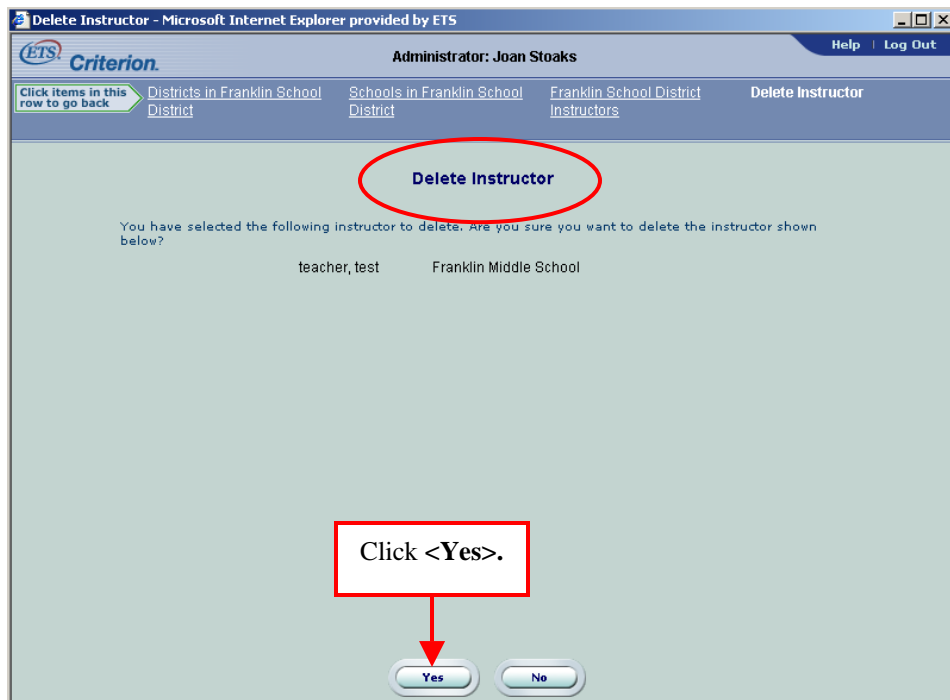 Delete Instructor - Microsoft Internet Explorer provided by ETS
Help | Log Out
ETS Criterion.
Administrator: Joan Stoaks
Click items in this
row to go back
Districts in Franklin School
District
Schools in Franklin School
District
Franklin School District
Instructors
Delete Instructor
Delete Instructor
You have selected the following instructor to delete. Are you sure you want to delete the instructor shown
below?
teacher, test Franklin Middle School
Click <Yes>.
Yes No